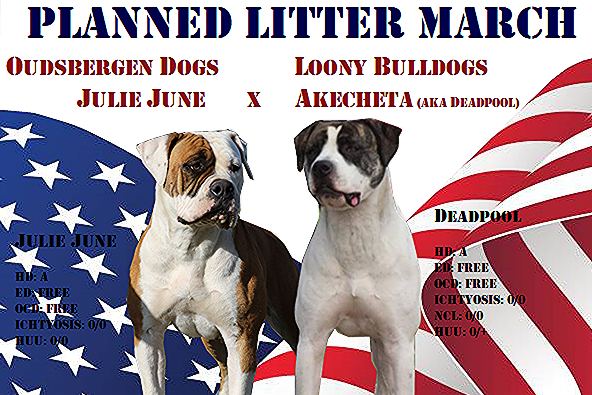 PLANNED LITTER MARCH
OUDSBERGEN DOGS LOONY BULLDOGS
JULIE JUNE X AKECHETA (AKA DEADPOOL)
JULIE JUNE
HD: A
ED: FREE
OCD: FREE
ICHTYOSIS: 0/0
HUU: 0/0
DEADPOOL
HD: A
ED: FREE
OCD: FREE
ICHTYOSIS: 0/0
NCL: 0/0
HUU: 0/+